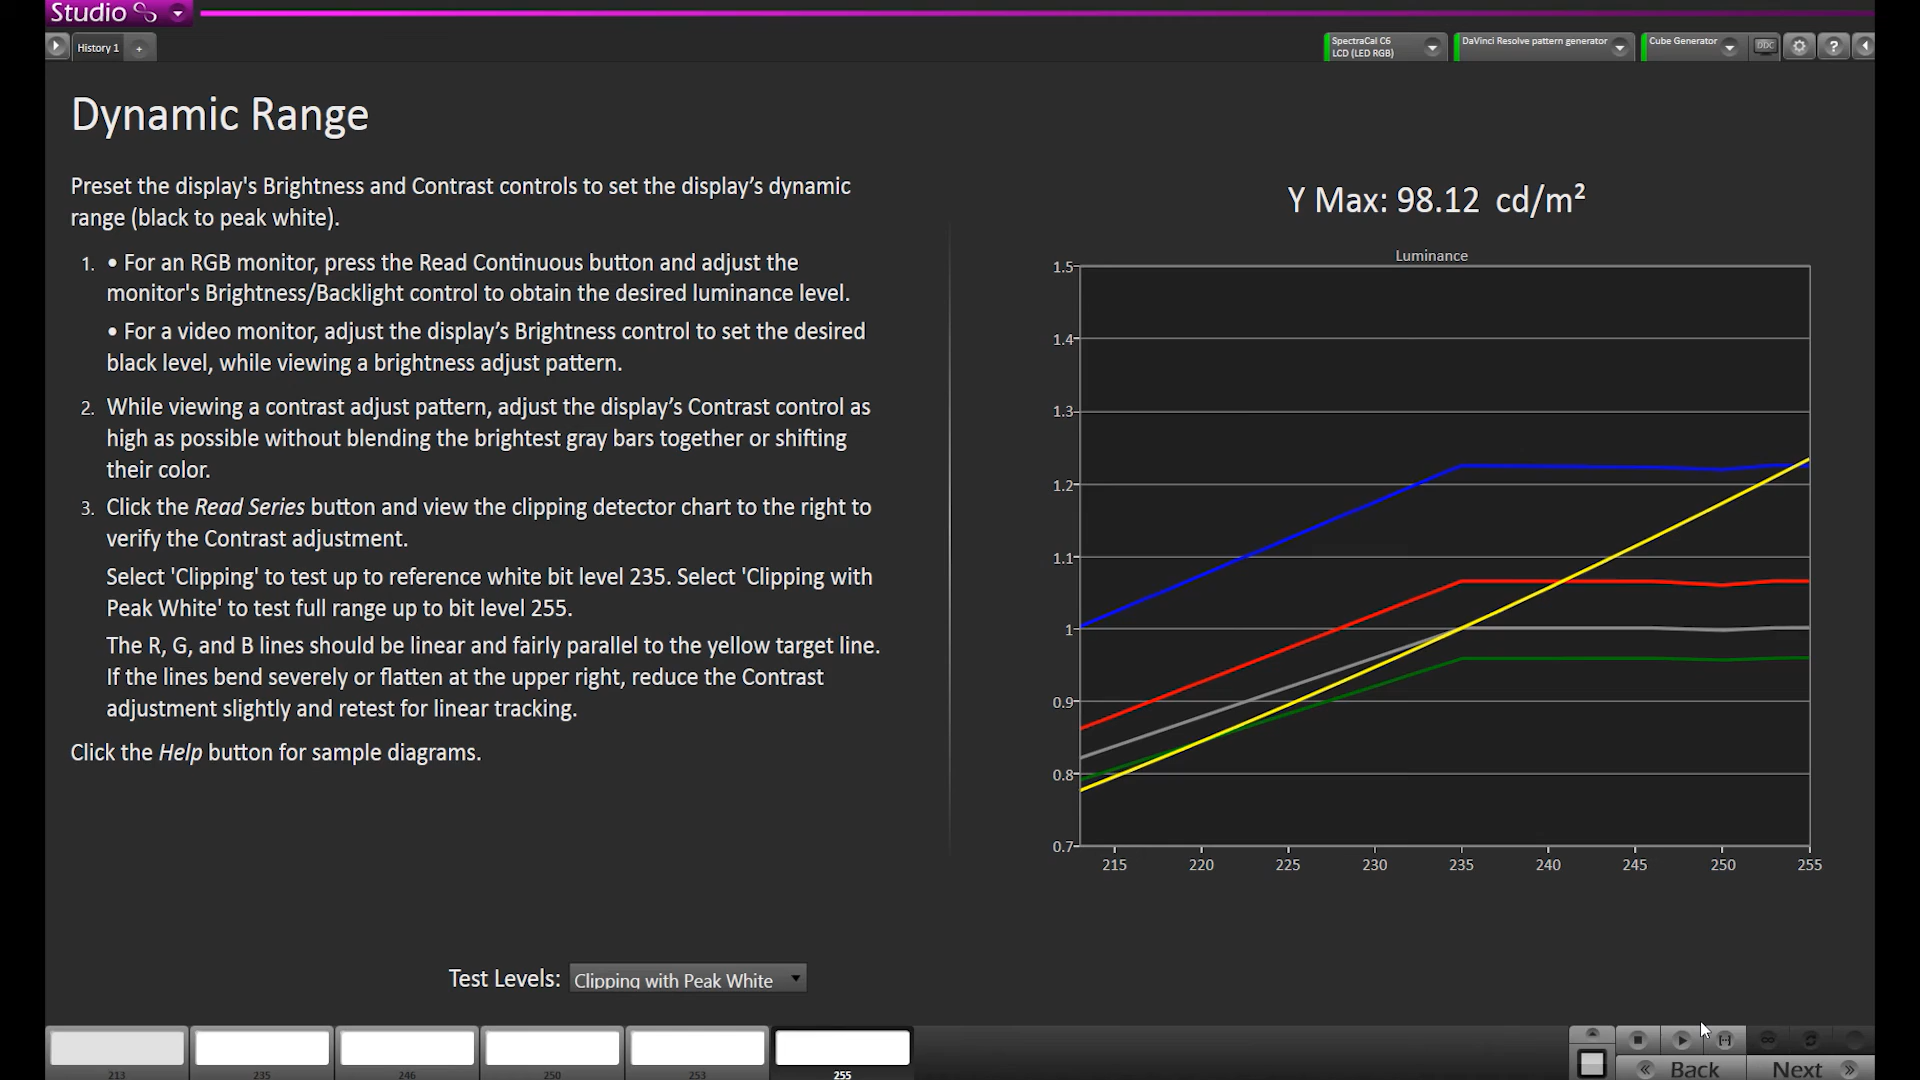 Studio
History 1
+
SpectraCal C6
LCD (LED RGB)
DaVinci Resolve pattern generator
Cube Generator
DDC
?
Dynamic Range
Preset the display's Brightness and Contrast controls to set the display’s dynamic
range (black to peak white).
1. • For an RGB monitor, press the Read Continuous button and adjust the
monitor's Brightness/Backlight control to obtain the desired luminance level.
• For a video monitor, adjust the display’s Brightness control to set the desired
black level, while viewing a brightness adjust pattern.
2. While viewing a contrast adjust pattern, adjust the display’s Contrast control as
high as possible without blending the brightest gray bars together or shifting
their color.
3. Click the Read Series button and view the clipping detector chart to the right to
verify the Contrast adjustment.
Select 'Clipping' to test up to reference white bit level 235. Select 'Clipping with
Peak White' to test full range up to bit level 255.
The R, G, and B lines should be linear and fairly parallel to the yellow target line.
If the lines bend severely or flatten at the upper right, reduce the Contrast
adjustment slightly and retest for linear tracking.
Click the Help button for sample diagrams.
Y Max: 98.12 cd/m²
Luminance
1.5
1.4
1.3
1.2
1.1
1
0.9
0.8
0.7
215 220 225 230 235 240 245 250 255
Test Levels: Clipping with Peak White
213 235 246 250 253 255
« Back Next »